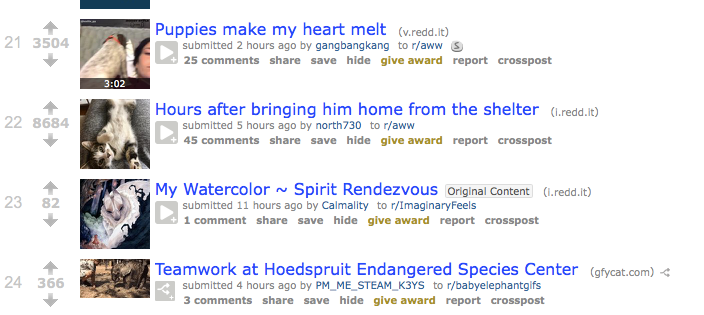 21
3504
3:02
Puppies make my heart melt (v.redd.it)
submitted 2 hours ago by gangbangkang to r/aww S
25 comments share save hide give award report crosspost
22
8684
Hours after bringing him home from the shelter (i.redd.it)
submitted 5 hours ago by north730 to r/aww
45 comments share save hide give award report crosspost
23
82
My Watercolor ~ Spirit Rendezvous Original Content (i.redd.it)
submitted 11 hours ago by Calmality to r/ImaginaryFeels
1 comment share save hide give award report crosspost
24
366
Teamwork at Hoedspruit Endangered Species Center (gfycat.com)
submitted 4 hours ago by PM_ME_STEAM_K3YS to r/babyelephantgifs
3 comments share save hide give award report crosspost